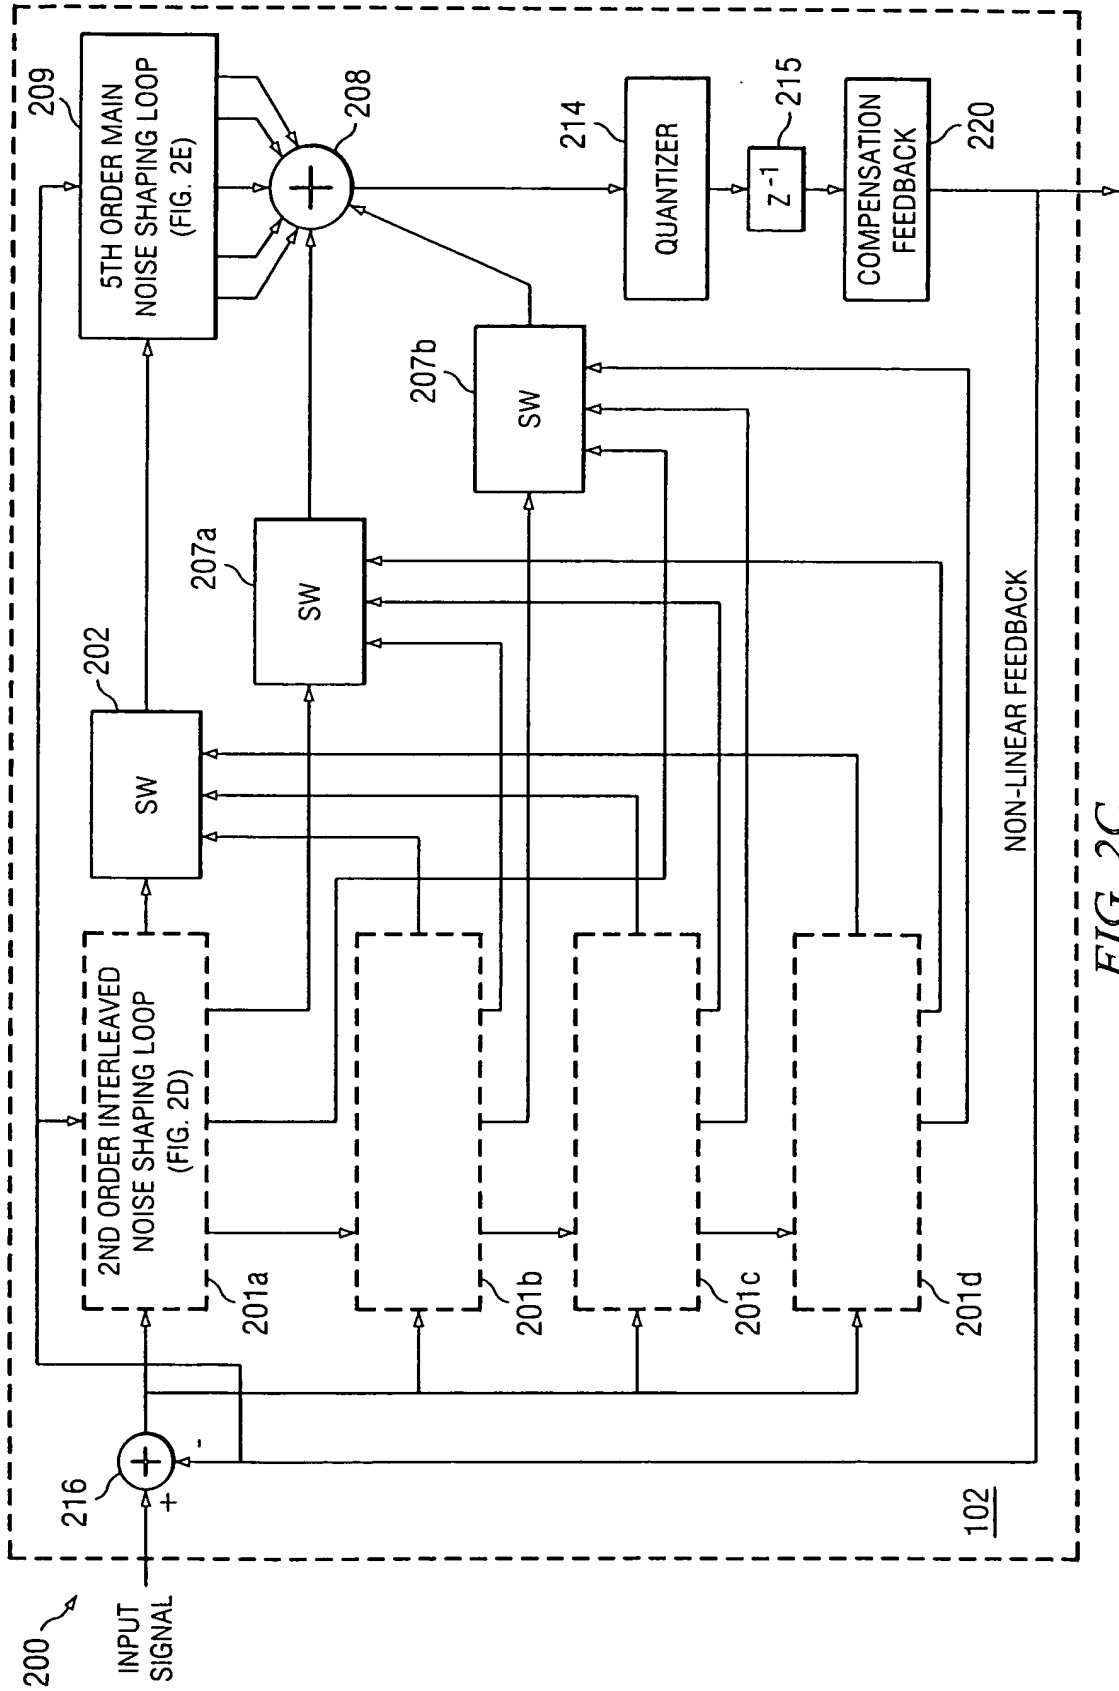 200
INPUT
SIGNAL
216
+
-
102
2ND ORDER INTERLEAVED
NOISE SHAPING LOOP
(FIG. 2D)
201a
201b
201c
201d
SW
202
SW
207a
SW
207b
5TH ORDER MAIN
NOISE SHAPING LOOP
(FIG. 2E)
209
208
QUANTIZER
214
Z⁻¹
215
COMPENSATION
FEEDBACK
220
NON-LINEAR FEEDBACK
FIG. 2C